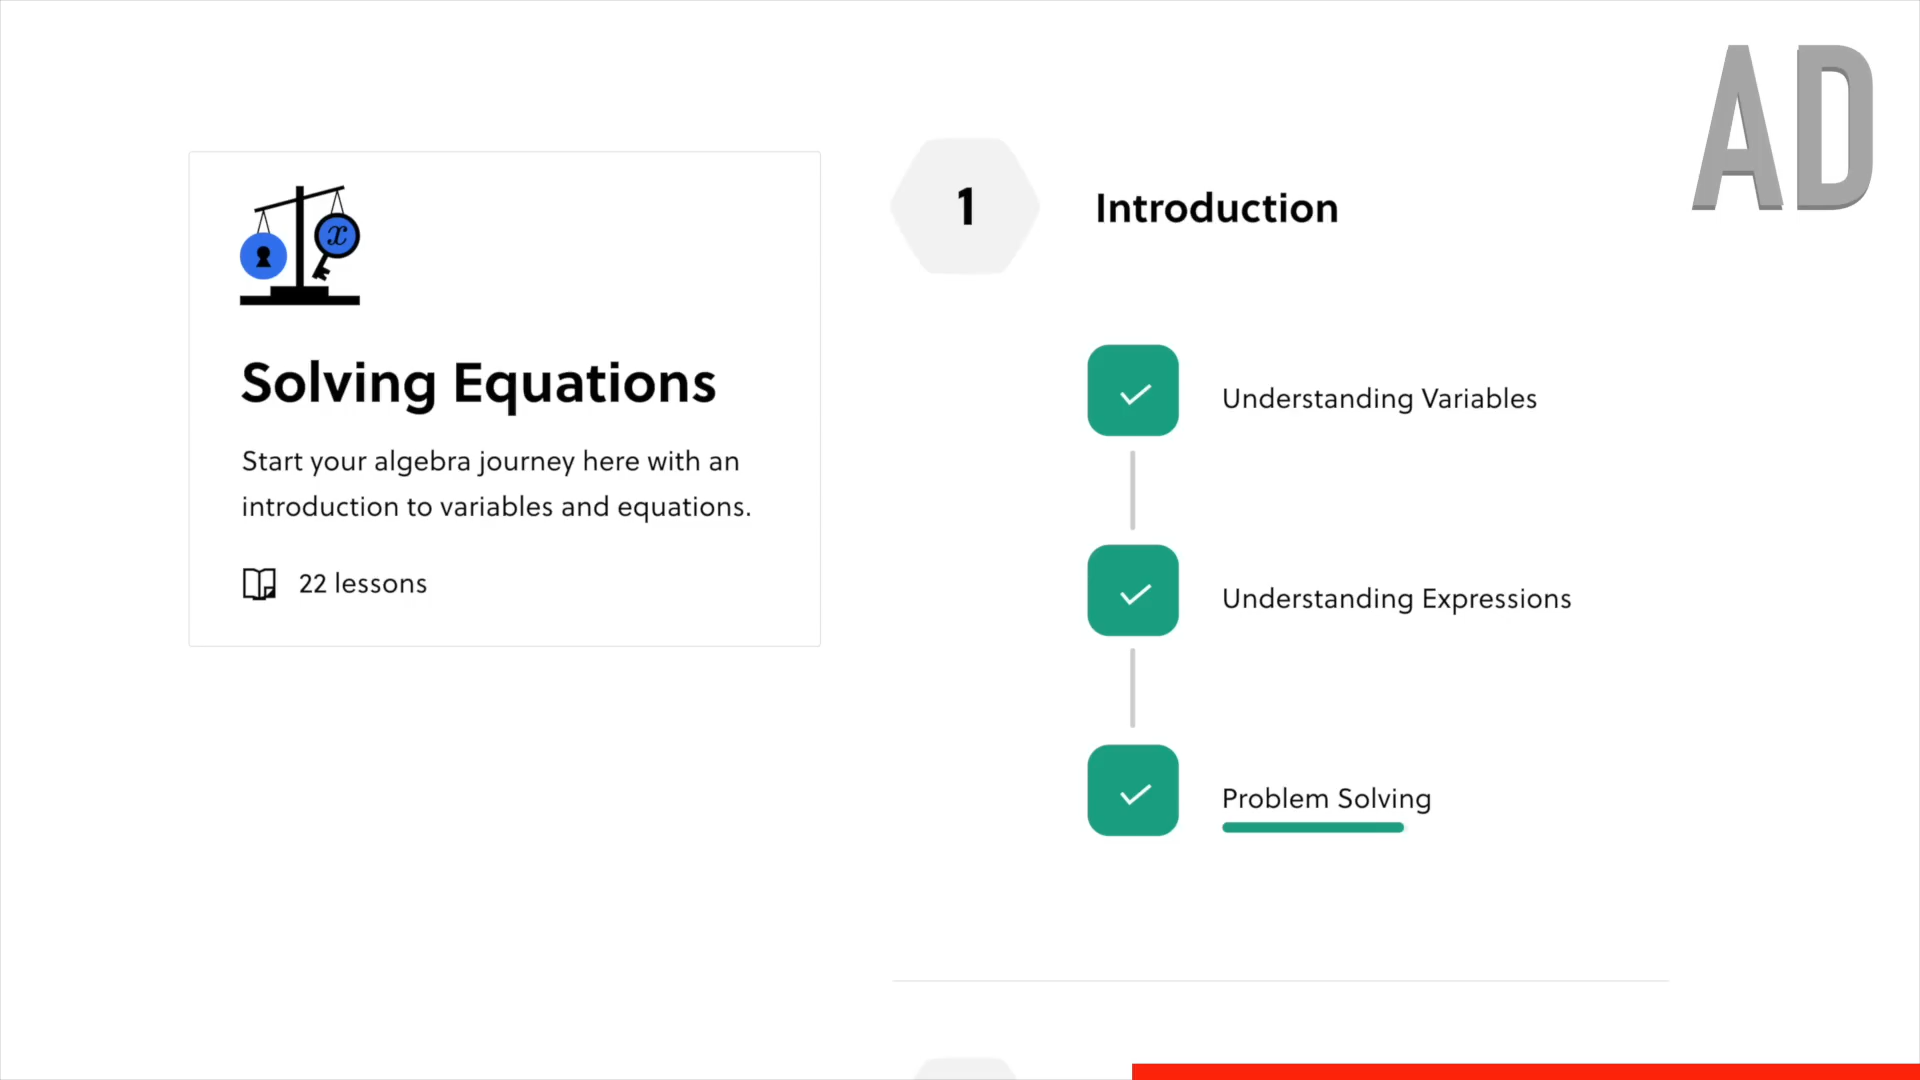 AD
x
Solving Equations
Start your algebra journey here with an
introduction to variables and equations.
22 lessons
1
Introduction
Understanding Variables
Understanding Expressions
Problem Solving